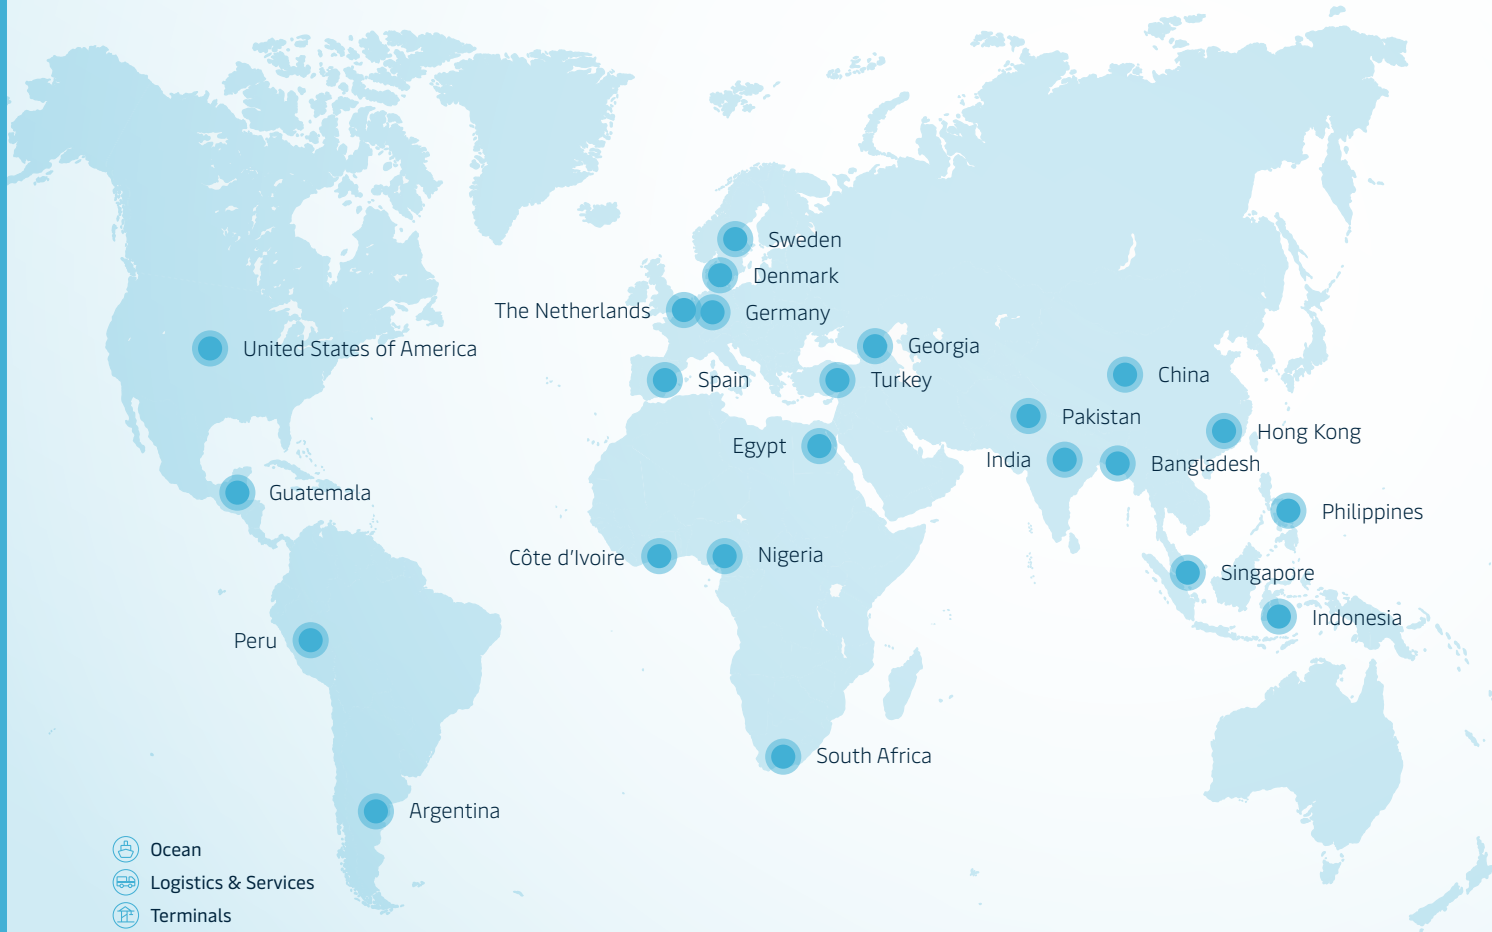 Sweden
Denmark
The Netherlands
Germany
United States of America
Georgia
Spain
Turkey
China
Pakistan
Hong Kong
Egypt
India
Bangladesh
Guatemala
Philippines
Côte d'Ivoire
Nigeria
Singapore
Indonesia
Peru
South Africa
Argentina
Ocean
Logistics & Services
Terminals